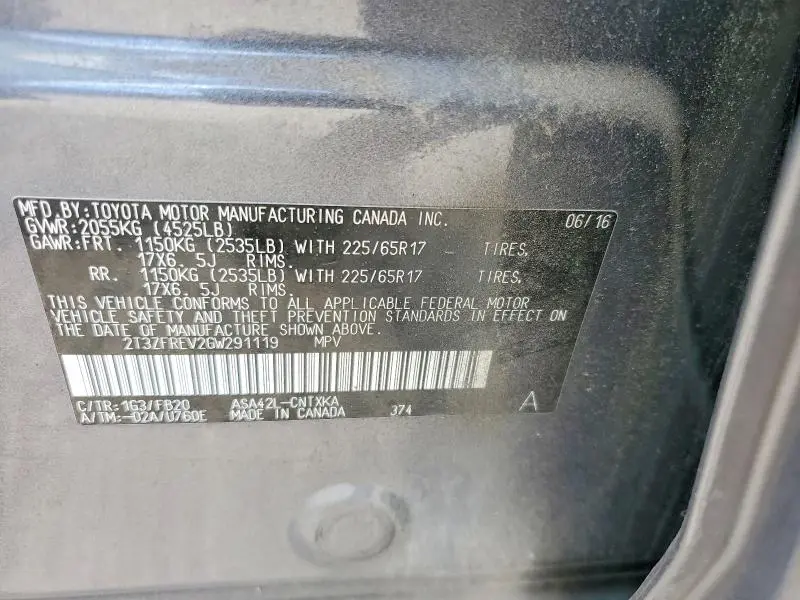 MFD.BY:TOYOTA MOTOR MANUFACTURING CANADA INC. 06/16
GVWR:2055KG (4525LB)
GAWR:FRT. 1150KG (2535LB) WITH 225/65R17 TIRES,
17X6. 5J RIMS.
RR. 1150KG (2535LB) WITH 225/65R17 TIRES,
17X6. 5J RIMS.
THIS VEHICLE CONFORMS TO ALL APPLICABLE FEDERAL MOTOR
VEHICLE SAFETY AND THEFT PREVENTION STANDARDS IN EFFECT ON
THE DATE OF MANUFACTURE SHOWN ABOVE.
2T3ZFREV2GW291119 MPV
C/TR:1G3/FB20 ASA42L-CNTXKA
A/TM:-02A/U760E MADE IN CANADA 374 A